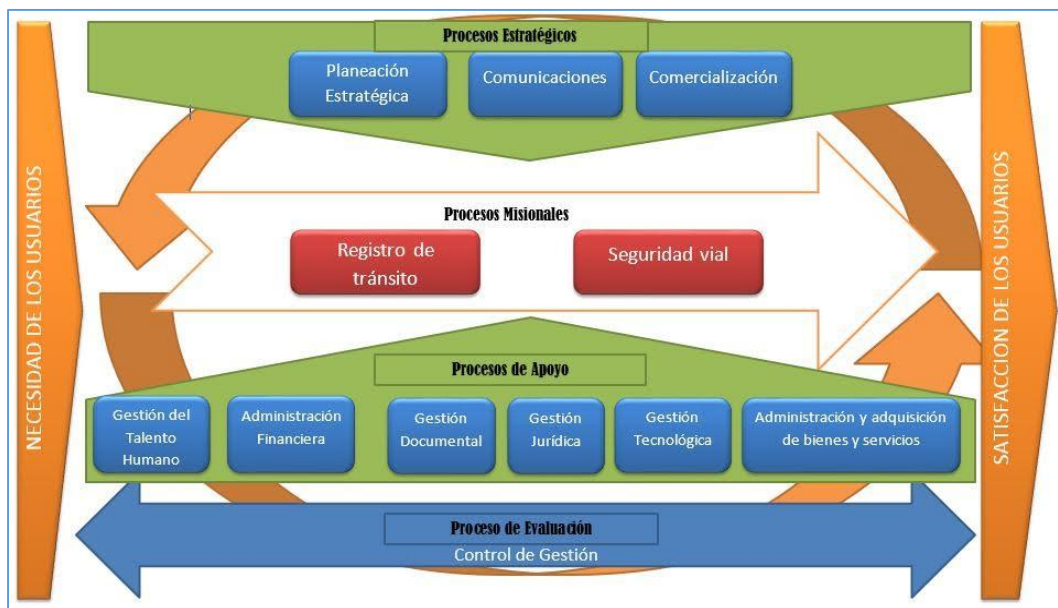 NECESIDAD DE LOS USUARIOS
Procesos Estratégicos
Planeación
Estratégica
Comunicaciones
Comercialización
Procesos Misionales
Registro de
tránsito
Seguridad vial
Procesos de Apoyo
Gestión del
Talento
Humano
Administración
Financiera
Gestión
Documental
Gestión
Jurídica
Gestión
Tecnológica
Administración y adquisición
de bienes y servicios
Proceso de Evaluación
Control de Gestión
SATISFACCION DE LOS USUARIOS